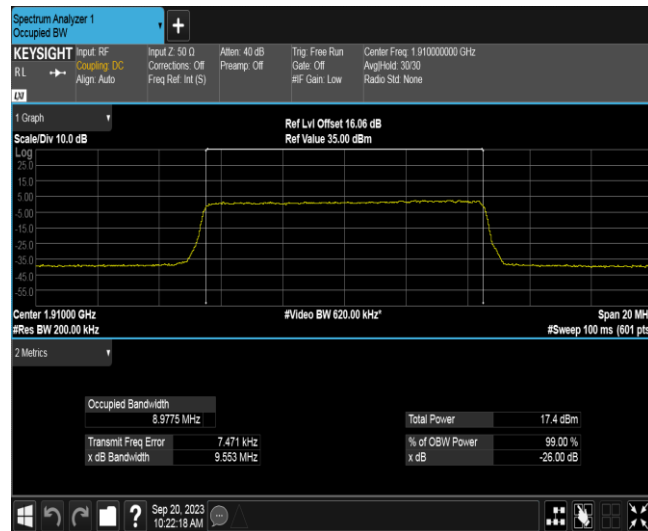 Spectrum Analyzer 1
Occupied BW
+
KEYSIGHT Input: RF Input Z: 50 Ω Atten: 40 dB Trig: Free Run Center Freq: 1.910000000 GHz
RL Coupling: DC Corrections: Off Preamp: Off Gate: Off Avg|Hold: 30/30
Align: Auto Freq Ref: Int (S) #IF Gain: Low Radio Std: None
LXI
1 Graph
Ref Lvl Offset 16.06 dB
Scale/Div 10.0 dB Ref Value 35.00 dBm
Log
25.0
15.0
5.00
-5.00
-15.0
-25.0
-35.0
-45.0
-55.0
Center 1.91000 GHz #Video BW 620.00 kHz* Span 20 MH
#Res BW 200.00 kHz #Sweep 100 ms (601 pts
2 Metrics
Occupied Bandwidth
8.9775 MHz Total Power 17.4 dBm
Transmit Freq Error 7.471 kHz % of OBW Power 99.00 %
x dB Bandwidth 9.553 MHz x dB -26.00 dB
? Sep 20, 2023
10:22:18 AM